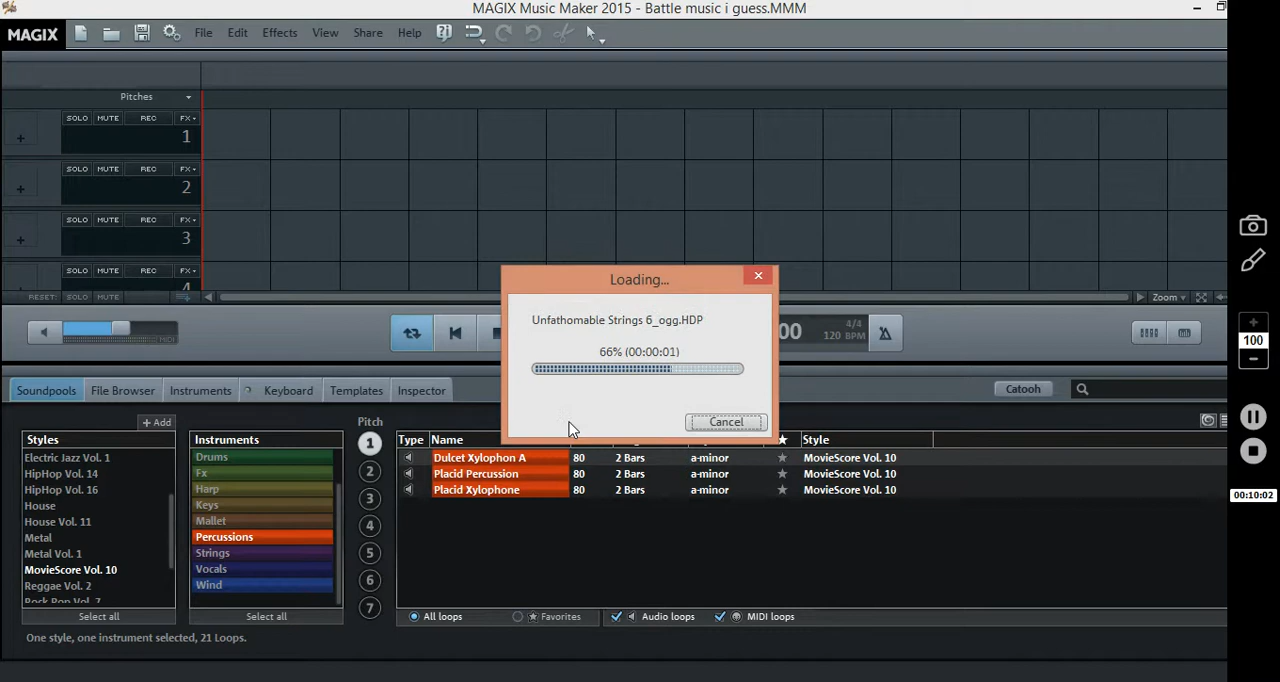 MAGIX Music Maker 2015 - Battle music i guess.MMM
MAGIX File Edit Effects View Share Help
Pitches
SOLO MUTE REC FX
1
SOLO MUTE REC FX
2
SOLO MUTE REC FX
3
SOLO MUTE REC FX
4
RESET: SOLO MUTE
Zoom
MIDI
00 4/4
120 BPM
Loading...
Unfathomable Strings 6_ogg.HDP
66% (00:00:01)
Cancel
100
00:10:02
Soundpools File Browser Instruments Keyboard Templates Inspector
Catooh
+ Add
Styles
Electric Jazz Vol. 1
HipHop Vol. 14
HipHop Vol. 16
House
House Vol. 11
Metal
Metal Vol. 1
MovieScore Vol. 10
Reggae Vol. 2
Rock Pop Vol. 7
Select all
Instruments
Drums
Fx
Harp
Keys
Mallet
Percussions
Strings
Vocals
Wind
Select all
Pitch
1
2
3
4
5
6
7
Type Name Style
Dulcet Xylophon A 80 2 Bars a-minor MovieScore Vol. 10
Placid Percussion 80 2 Bars a-minor MovieScore Vol. 10
Placid Xylophone 80 2 Bars a-minor MovieScore Vol. 10
All loops Favorites Audio loops MIDI loops
One style, one instrument selected, 21 Loops.